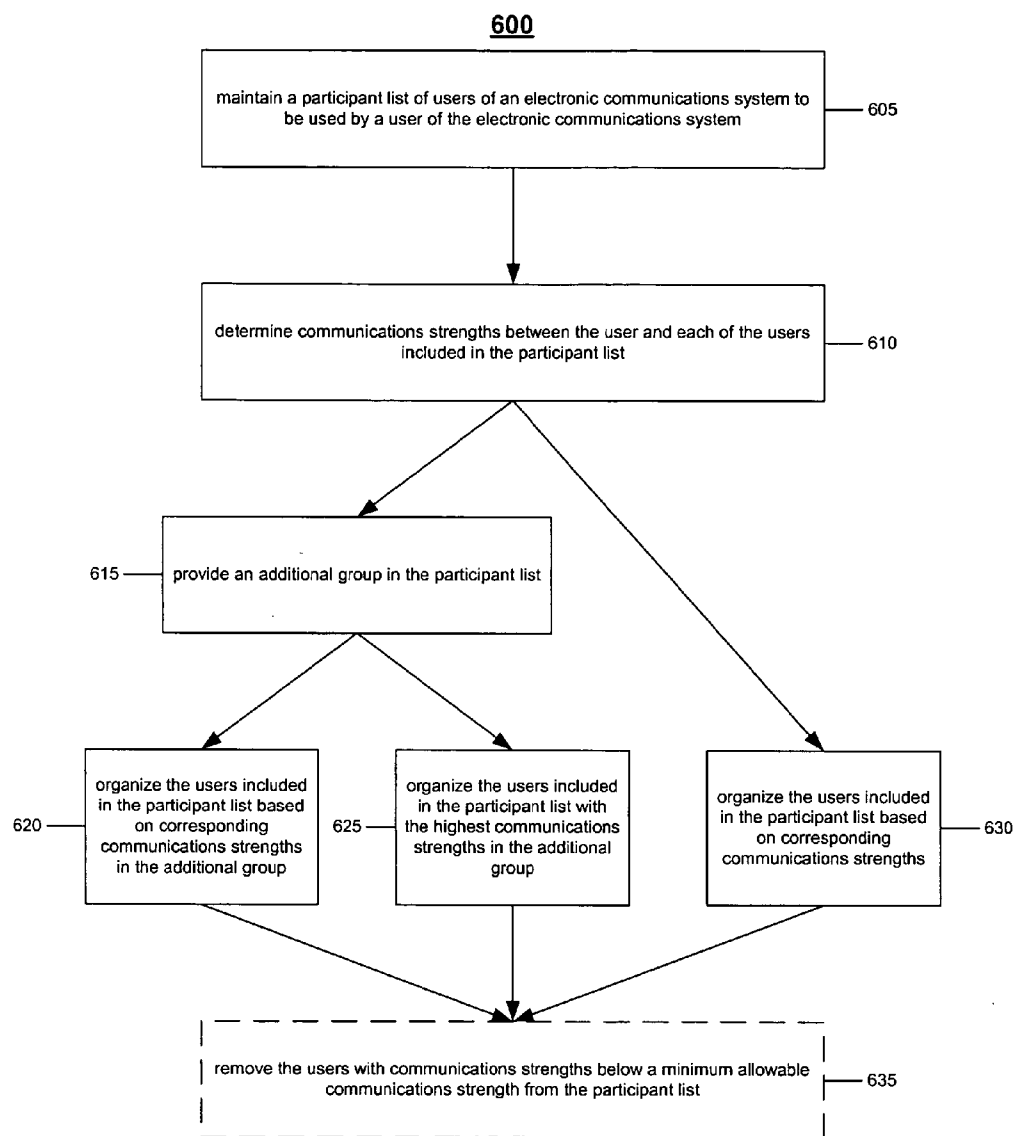 600
maintain a participant list of users of an electronic communications system to
be used by a user of the electronic communications system
605
determine communications strengths between the user and each of the users
included in the participant list
610
615
provide an additional group in the participant list
620
organize the users included
in the participant list based
on corresponding
communications strengths
in the additional group
625
organize the users included
in the participant list with
the highest communications
strengths in the additional
group
organize the users included
in the participant list based
on corresponding
communications strengths
630
remove the users with communications strengths below a minimum allowable
communications strength from the participant list
635